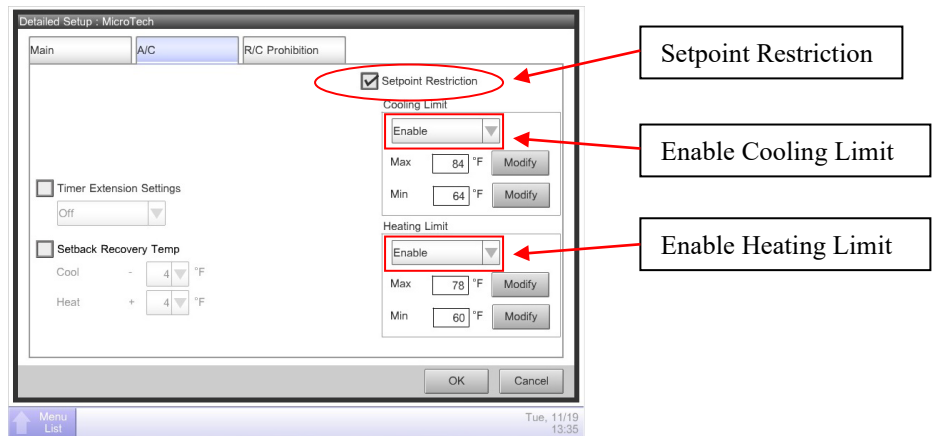 Detailed Setup : MicroTech
Main
A/C
R/C Prohibition
Setpoint Restriction
Cooling Limit
Enable
Max 84 °F Modify
Min 64 °F Modify
Timer Extension Settings
Off
Heating Limit
Setback Recovery Temp
Enable
Cool - 4 °F
Max 78 °F Modify
Heat + 4 °F
Min 60 °F Modify
OK
Cancel
Menu
List
Tue, 11/19
13:35
Setpoint Restriction
Enable Cooling Limit
Enable Heating Limit